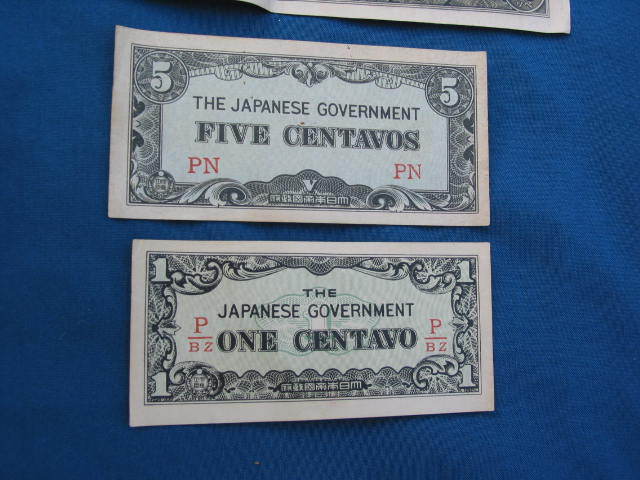 5 5
THE JAPANESE GOVERNMENT
FIVE CENTAVOS
PN PN
府政國帝本日大
1 1
THE
JAPANESE GOVERNMENT
P/BZ ONE CENTAVO P/BZ
府政國帝本日大
1 1